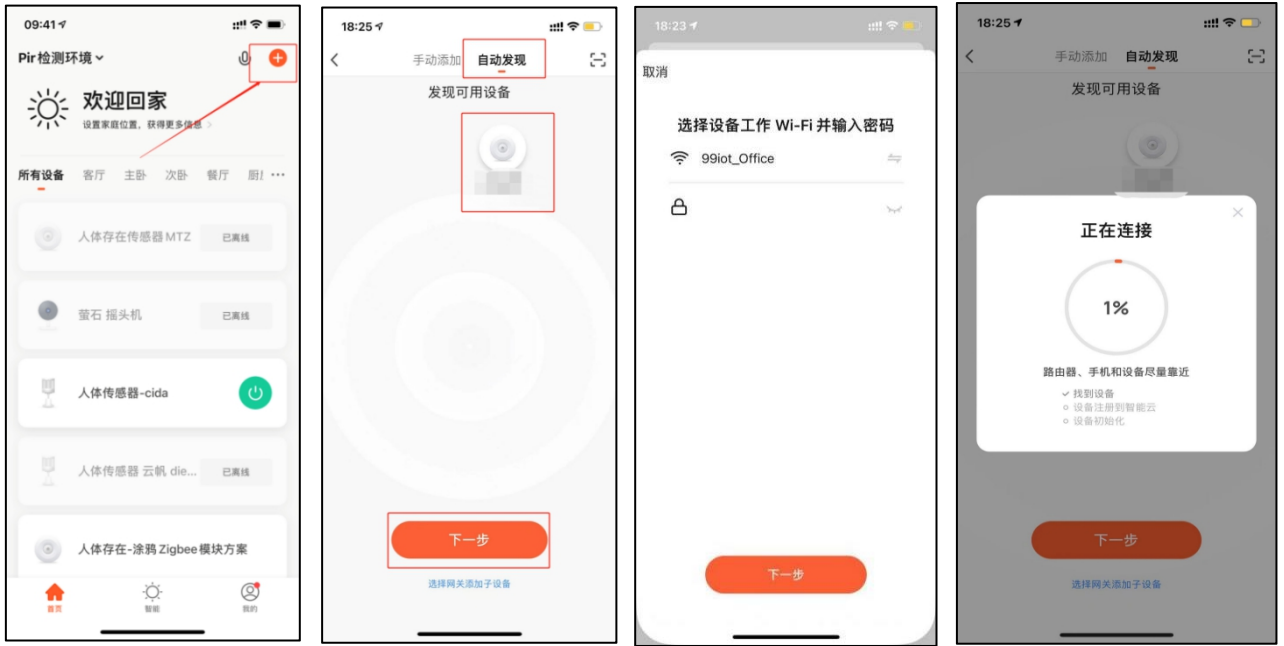 09:41
Pir检测环境
欢迎回家
设置家庭位置，获得更多信息 >
所有设备 客厅 主卧 次卧 餐厅 ···
人体存在传感器 MTZ 已离线
萤石 摇头机 已离线
人体传感器-cida
人体传感器 云帆 die... 已离线
人体存在-涂鸦 Zigbee 模块方案
首页 智能 我的
18:25
手动添加 自动发现
发现可用设备
下一步
选择网关添加子设备
18:23
取消
选择设备工作 Wi-Fi 并输入密码
99iot_Office
下一步
18:25
手动添加 自动发现
发现可用设备
正在连接
1%
路由器、手机和设备尽量靠近
找到设备
设备注册到智能云
设备初始化
下一步
选择网关添加子设备